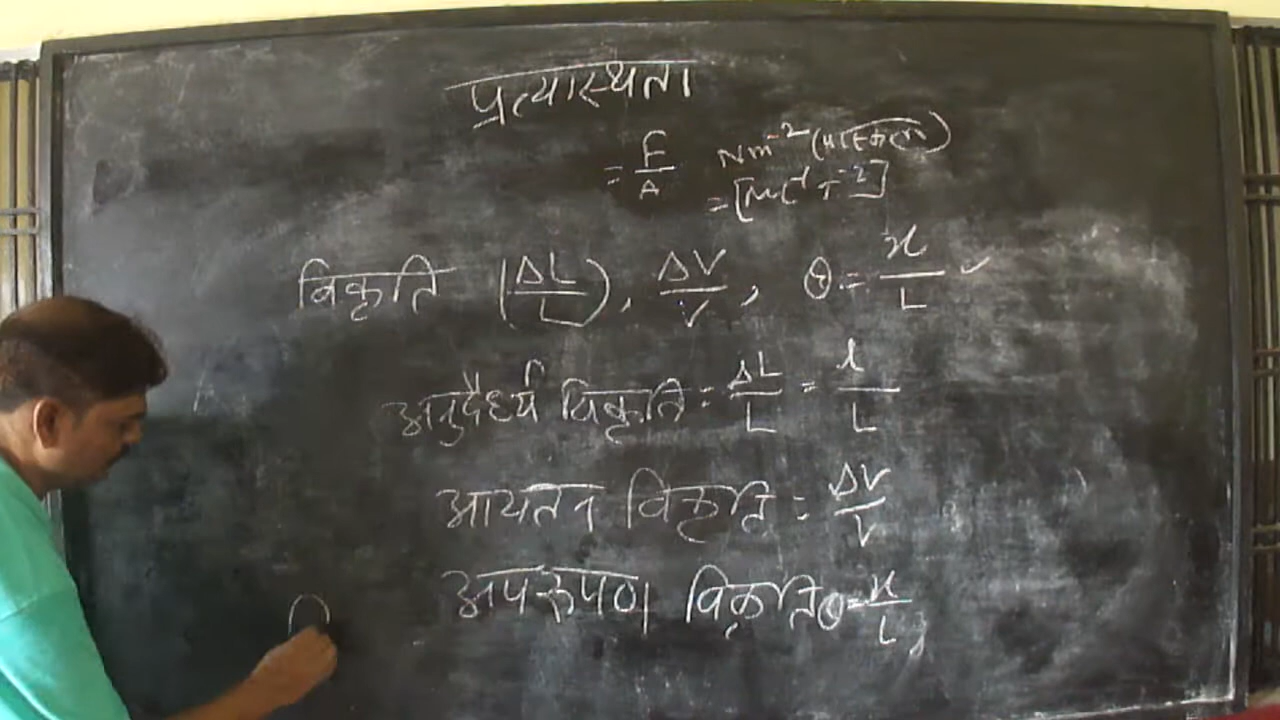 प्रत्यास्थता
= F/A Nm⁻² (पास्कल)
= [ML⁻¹T⁻²]
विकृति (ΔL/L), ΔV/V, θ = x/L ✓
अनुदैर्ध्य विकृति = ΔL/L = l/L
आयतन विकृति = ΔV/V
अपरूपण विकृति θ = x/L,